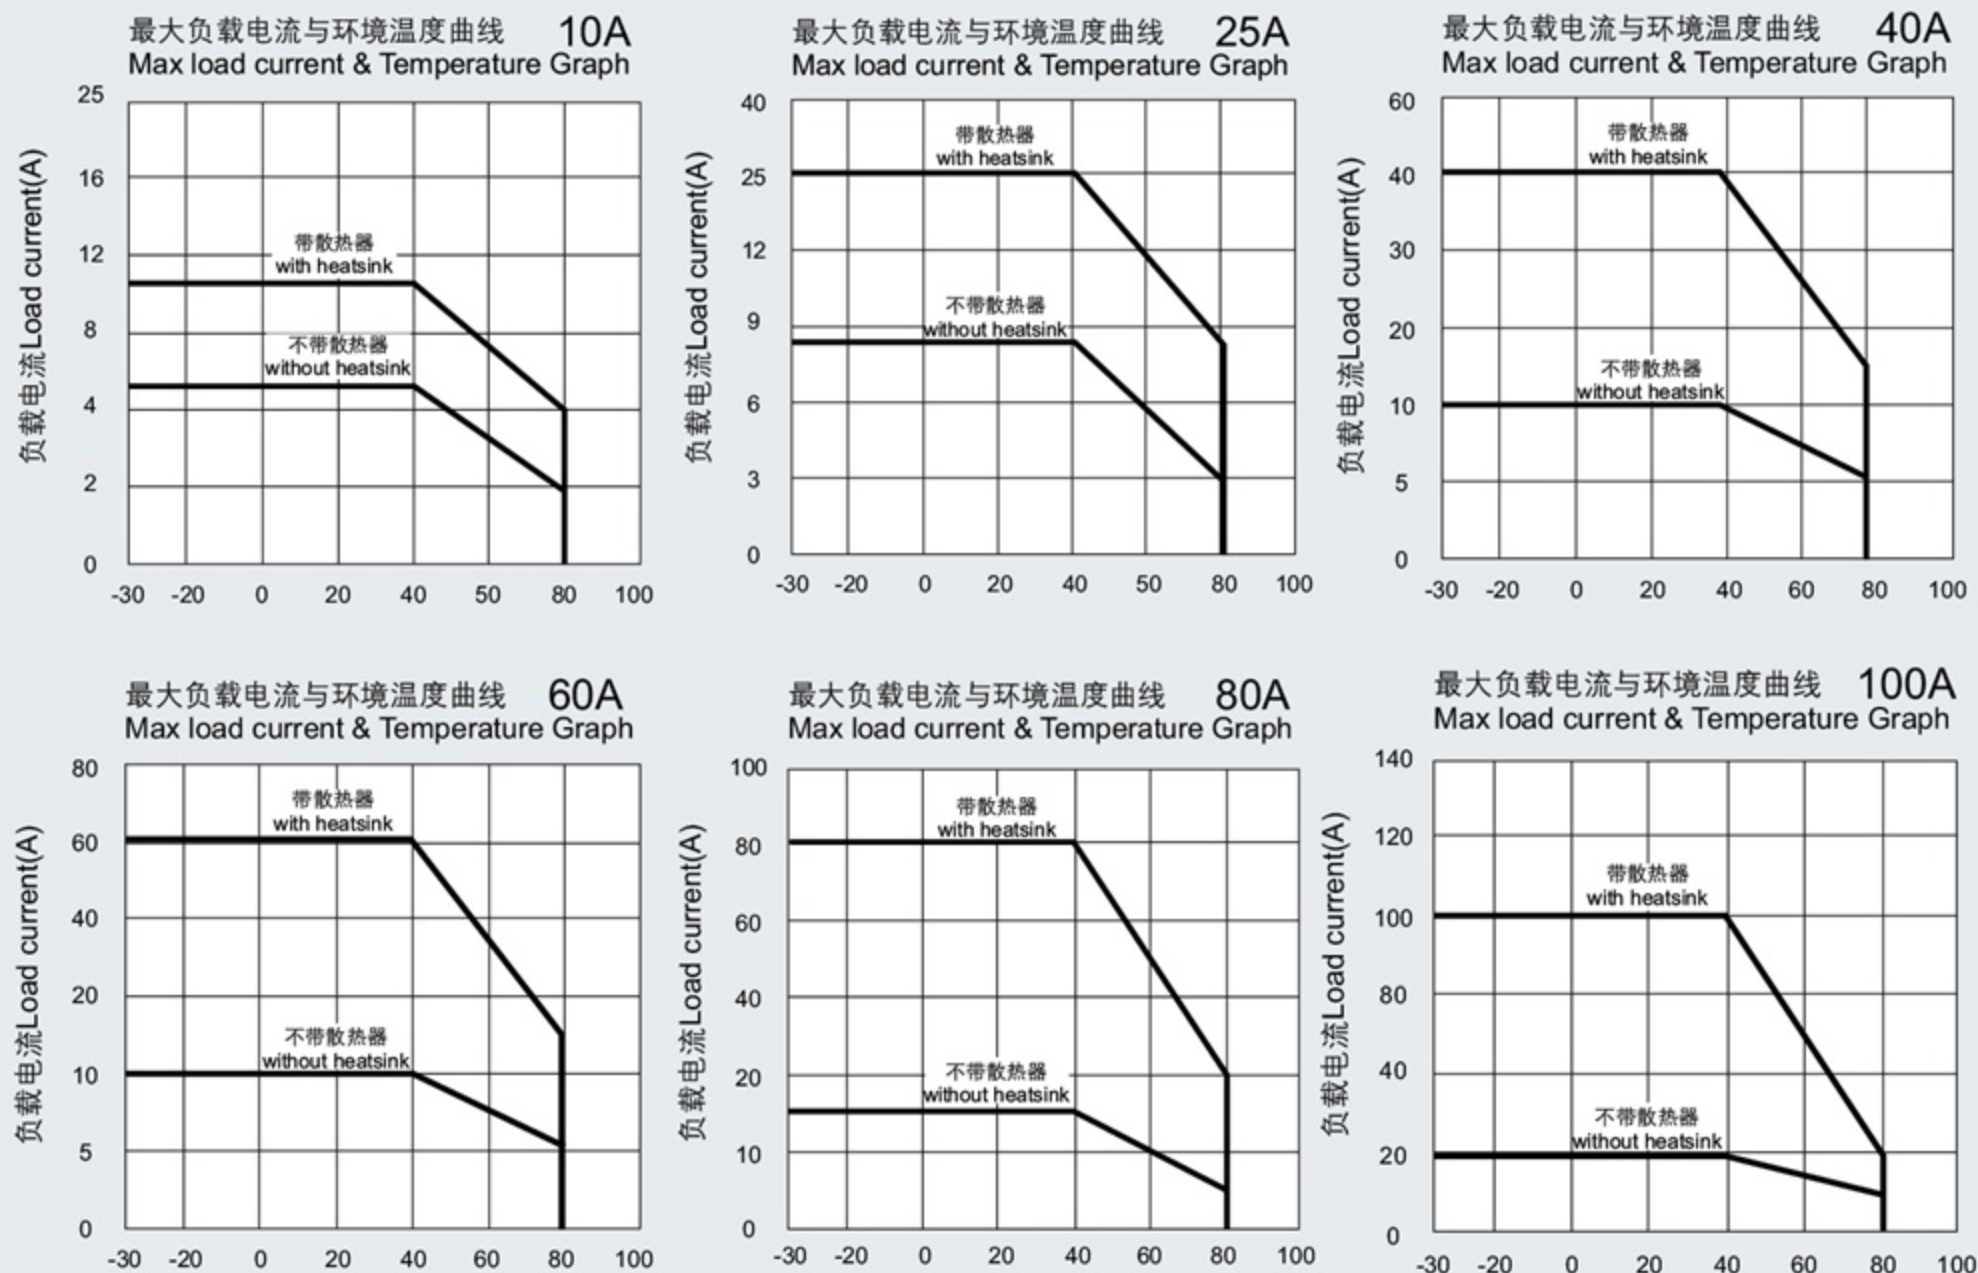 最大负载电流与环境温度曲线 10A
Max load current & Temperature Graph
25
16
12
8
4
2
0
负载电流Load current(A)
带散热器
with heatsink
不带散热器
without heatsink
-30 -20 0 20 40 50 80 100
最大负载电流与环境温度曲线 25A
Max load current & Temperature Graph
40
25
12
9
6
3
0
负载电流Load current(A)
带散热器
with heatsink
不带散热器
without heatsink
-30 -20 0 20 40 50 80 100
最大负载电流与环境温度曲线 40A
Max load current & Temperature Graph
60
40
30
20
10
5
0
负载电流Load current(A)
带散热器
with heatsink
不带散热器
without heatsink
-30 -20 0 20 40 60 80 100
最大负载电流与环境温度曲线 60A
Max load current & Temperature Graph
80
60
40
20
10
5
0
负载电流Load current(A)
带散热器
with heatsink
不带散热器
without heatsink
-30 -20 0 20 40 60 80 100
最大负载电流与环境温度曲线 80A
Max load current & Temperature Graph
100
80
60
40
20
10
0
负载电流Load current(A)
带散热器
with heatsink
不带散热器
without heatsink
-30 -20 0 20 40 60 80 100
最大负载电流与环境温度曲线 100A
Max load current & Temperature Graph
140
120
100
80
40
20
0
负载电流Load current(A)
带散热器
with heatsink
不带散热器
without heatsink
-30 -20 0 20 40 60 80 100